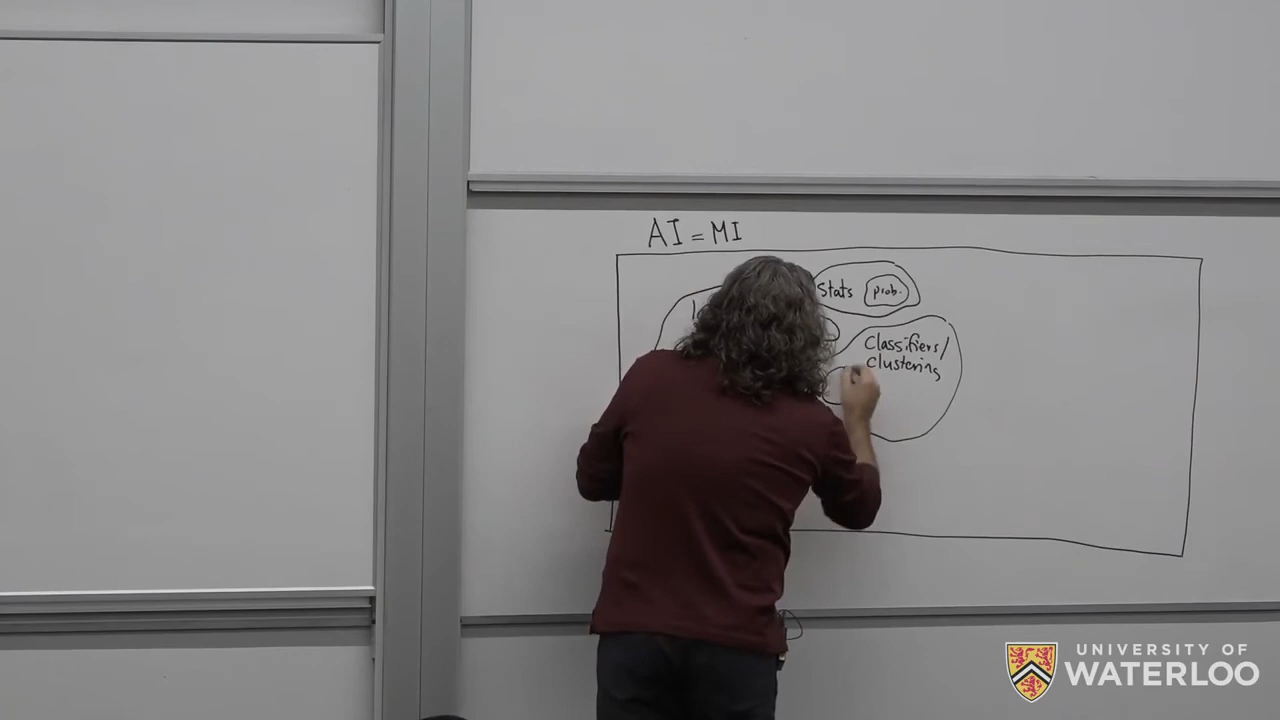 AI = MI
Stats
prob.
Classifiers/
clustering
UNIVERSITY OF
WATERLOO